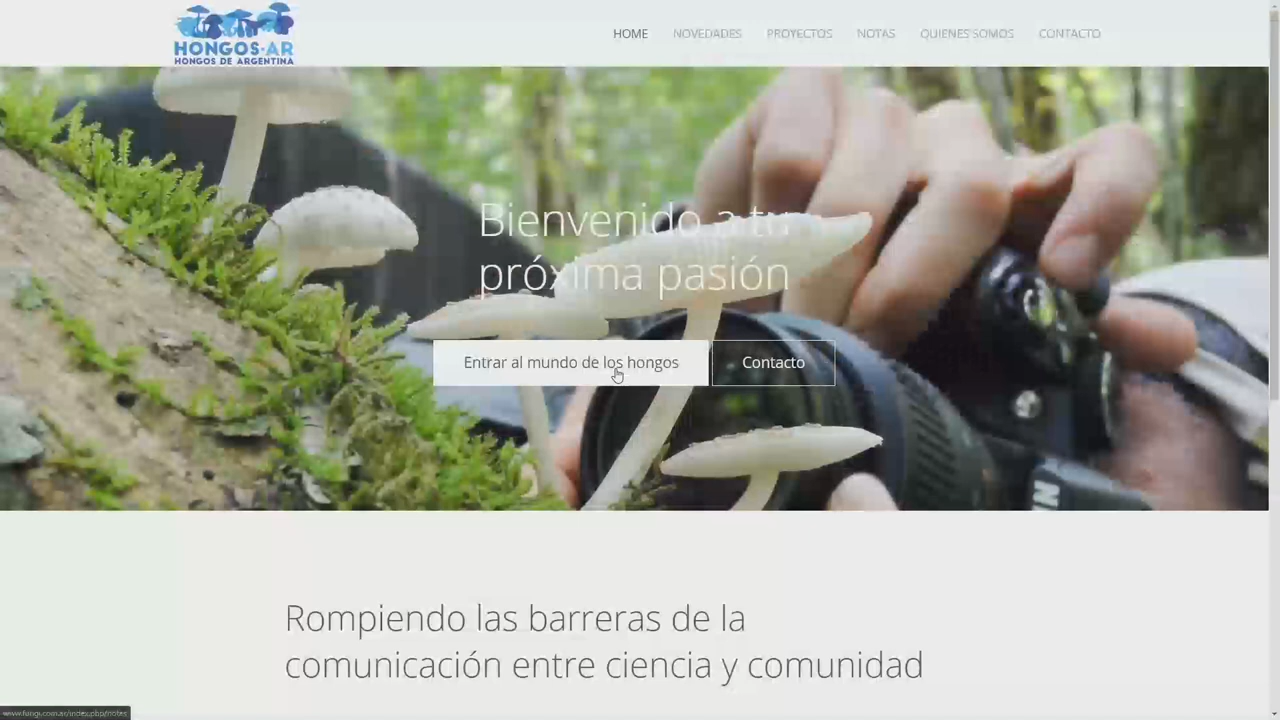 HONGOS·AR
HONGOS DE ARGENTINA
HOME
NOVEDADES
PROYECTOS
NOTAS
QUIENES SOMOS
CONTACTO
Bienvenido a tu
próxima pasión
Entrar al mundo de los hongos
Contacto
Rompiendo las barreras de la
comunicación entre ciencia y comunidad